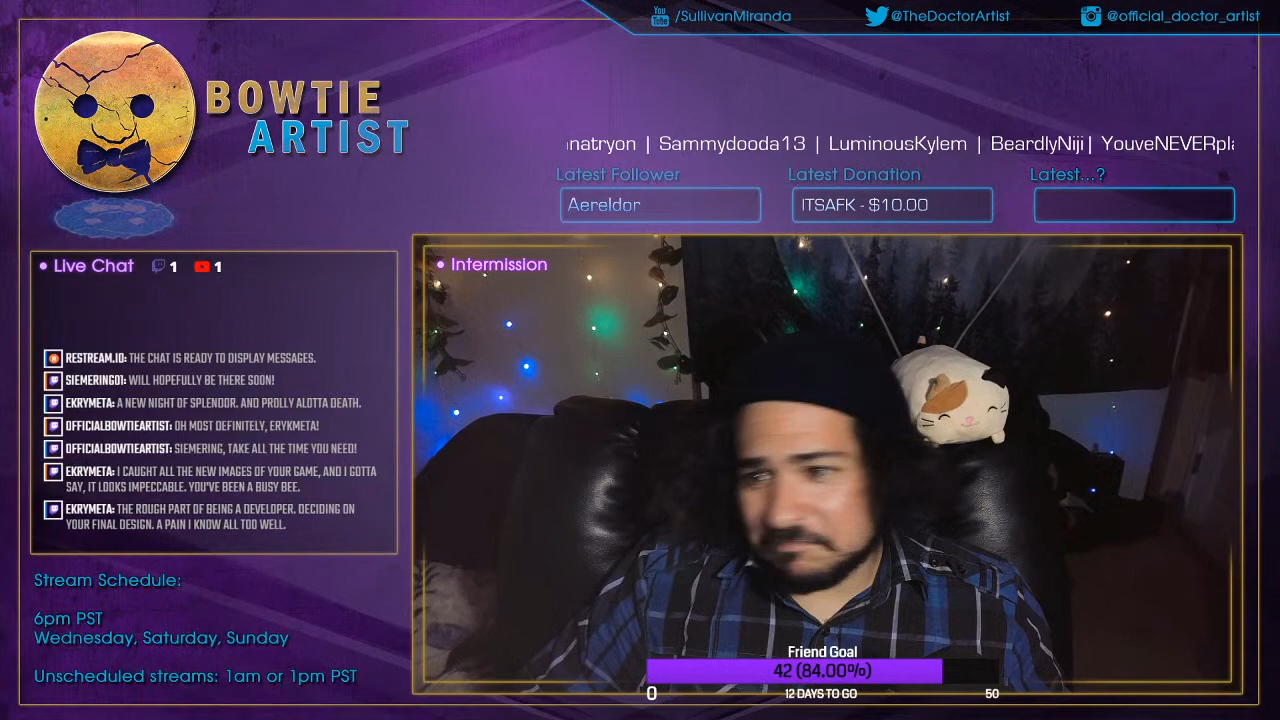 You
Tube
/SullivanMiranda
@TheDoctorArtist
@official_doctor_artist
BOWTIE
ARTIST
natryon | Sammydooda13 | LuminousKylem | BeardlyNiji | YouveNEVERpl
Latest Follower
Latest Donation
Latest...?
Aereldor
ITSAFK - $10.00
• Live Chat
1
1
• Intermission
RESTREAM.IO: THE CHAT IS READY TO DISPLAY MESSAGES.
SIEMERING01: WILL HOPEFULLY BE THERE SOON!
EKRYMETA: A NEW NIGHT OF SPLENDOR. AND PROLLY ALOTTA DEATH.
OFFICIALBOWTIEARTIST: OH MOST DEFINITELY, ERYKMETA!
OFFICIALBOWTIEARTIST: SIEMERING, TAKE ALL THE TIME YOU NEED!
EKRYMETA: I CAUGHT ALL THE NEW IMAGES OF YOUR GAME, AND I GOTTA
SAY, IT LOOKS IMPECCABLE. YOU'VE BEEN A BUSY BEE.
EKRYMETA: THE ROUGH PART OF BEING A DEVELOPER. DECIDING ON
YOUR FINAL DESIGN. A PAIN I KNOW ALL TOO WELL.
Stream Schedule:
6pm PST
Wednesday, Saturday, Sunday
Unscheduled streams: 1am or 1pm PST
Friend Goal
42 (84.00%)
0
12 DAYS TO GO
50